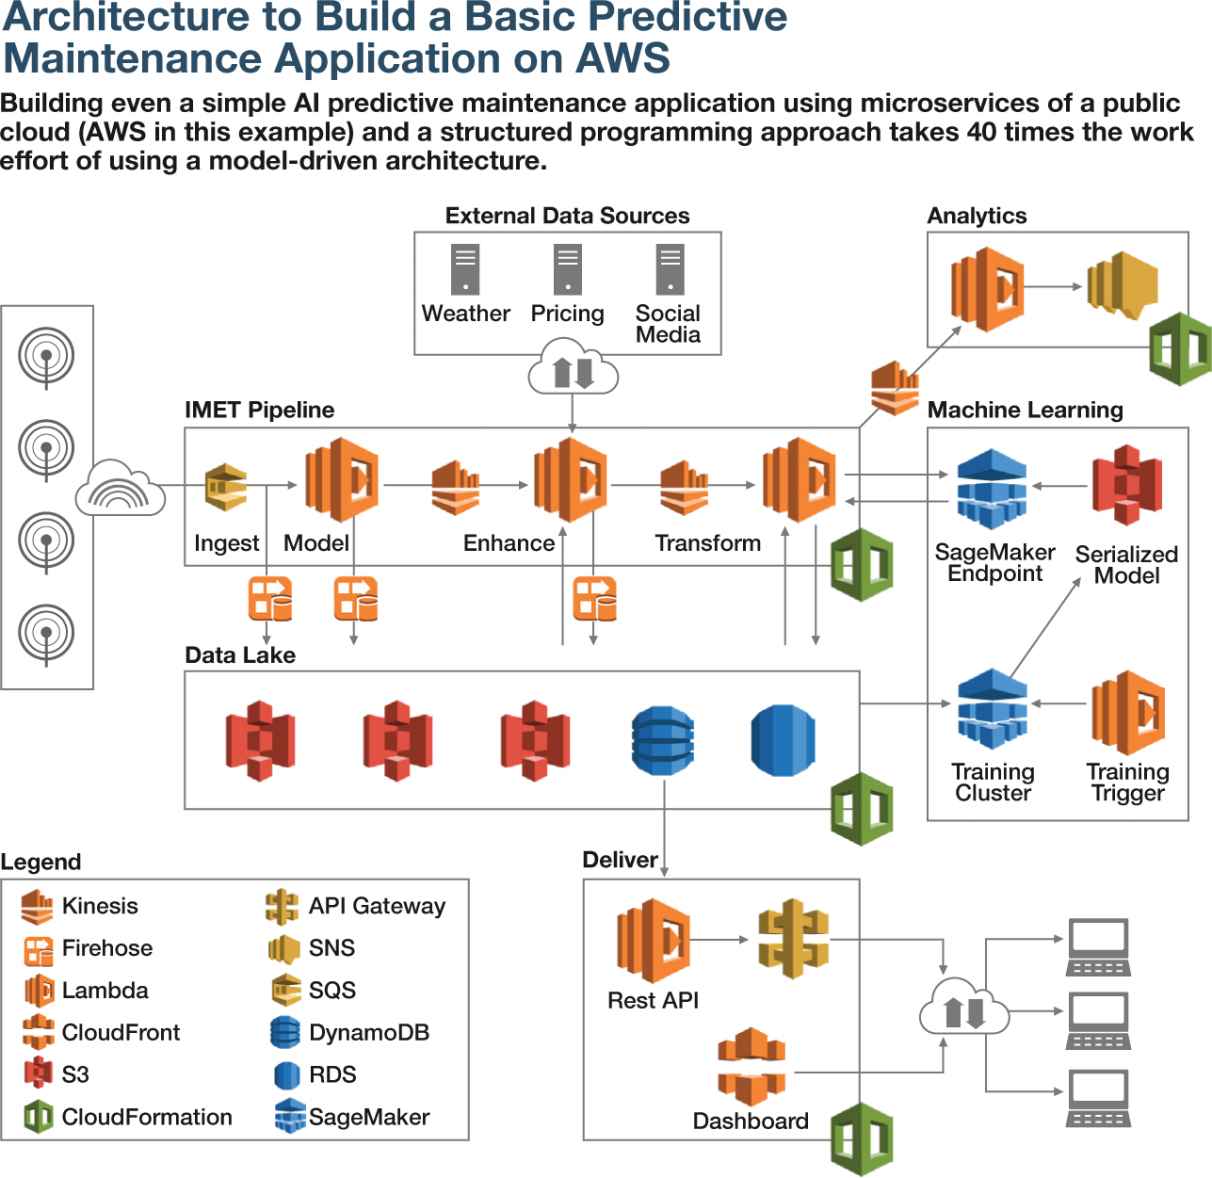 Architecture to Build a Basic Predictive
Maintenance Application on AWS
Building even a simple AI predictive maintenance application using microservices of a public
cloud (AWS in this example) and a structured programming approach takes 40 times the work
effort of using a model-driven architecture.
External Data Sources
Weather
Pricing
Social
Media
Analytics
IMET Pipeline
Ingest
Model
Enhance
Transform
Machine Learning
SageMaker
Endpoint
Serialized
Model
Training
Cluster
Training
Trigger
Data Lake
Deliver
Rest API
Dashboard
Legend
Kinesis
Firehose
Lambda
CloudFront
S3
CloudFormation
API Gateway
SNS
SQS
DynamoDB
RDS
SageMaker